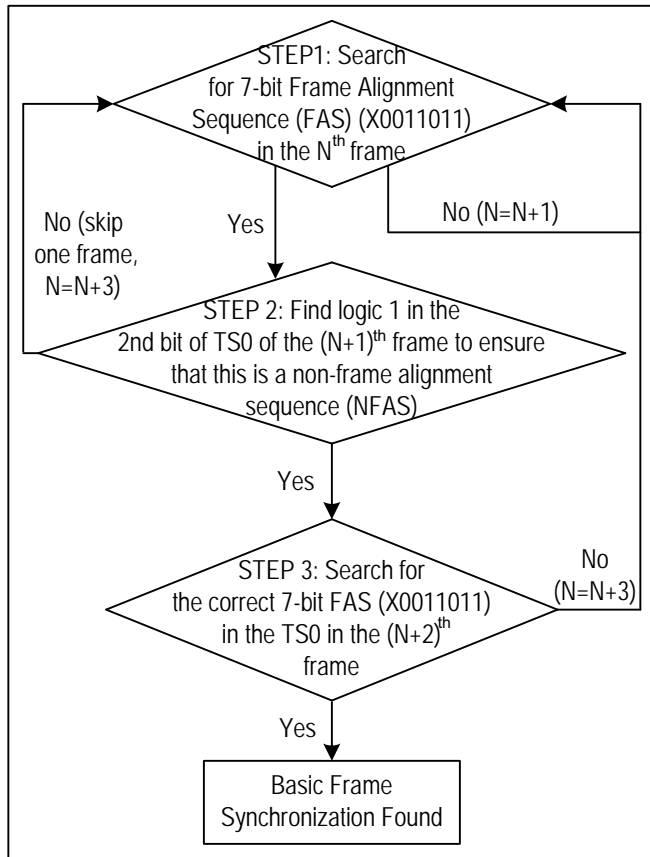 STEP1: Search
for 7-bit Frame Alignment
Sequence (FAS) (X0011011)
in the Nth frame
No (N=N+1)
Yes
No (skip
one frame,
N=N+3)
STEP 2: Find logic 1 in the
2nd bit of TS0 of the (N+1)th frame to ensure
that this is a non-frame alignment
sequence (NFAS)
Yes
STEP 3: Search for
the correct 7-bit FAS (X0011011)
in the TS0 in the (N+2)th
frame
No
(N=N+3)
Yes
Basic Frame
Synchronization Found